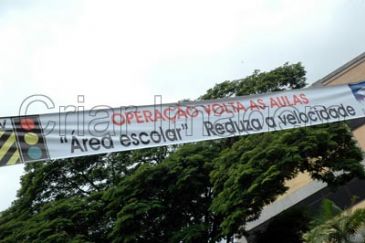 OPERAÇÃO VOLTA ÀS AULAS
"Área escolar" Reduza a velocidade